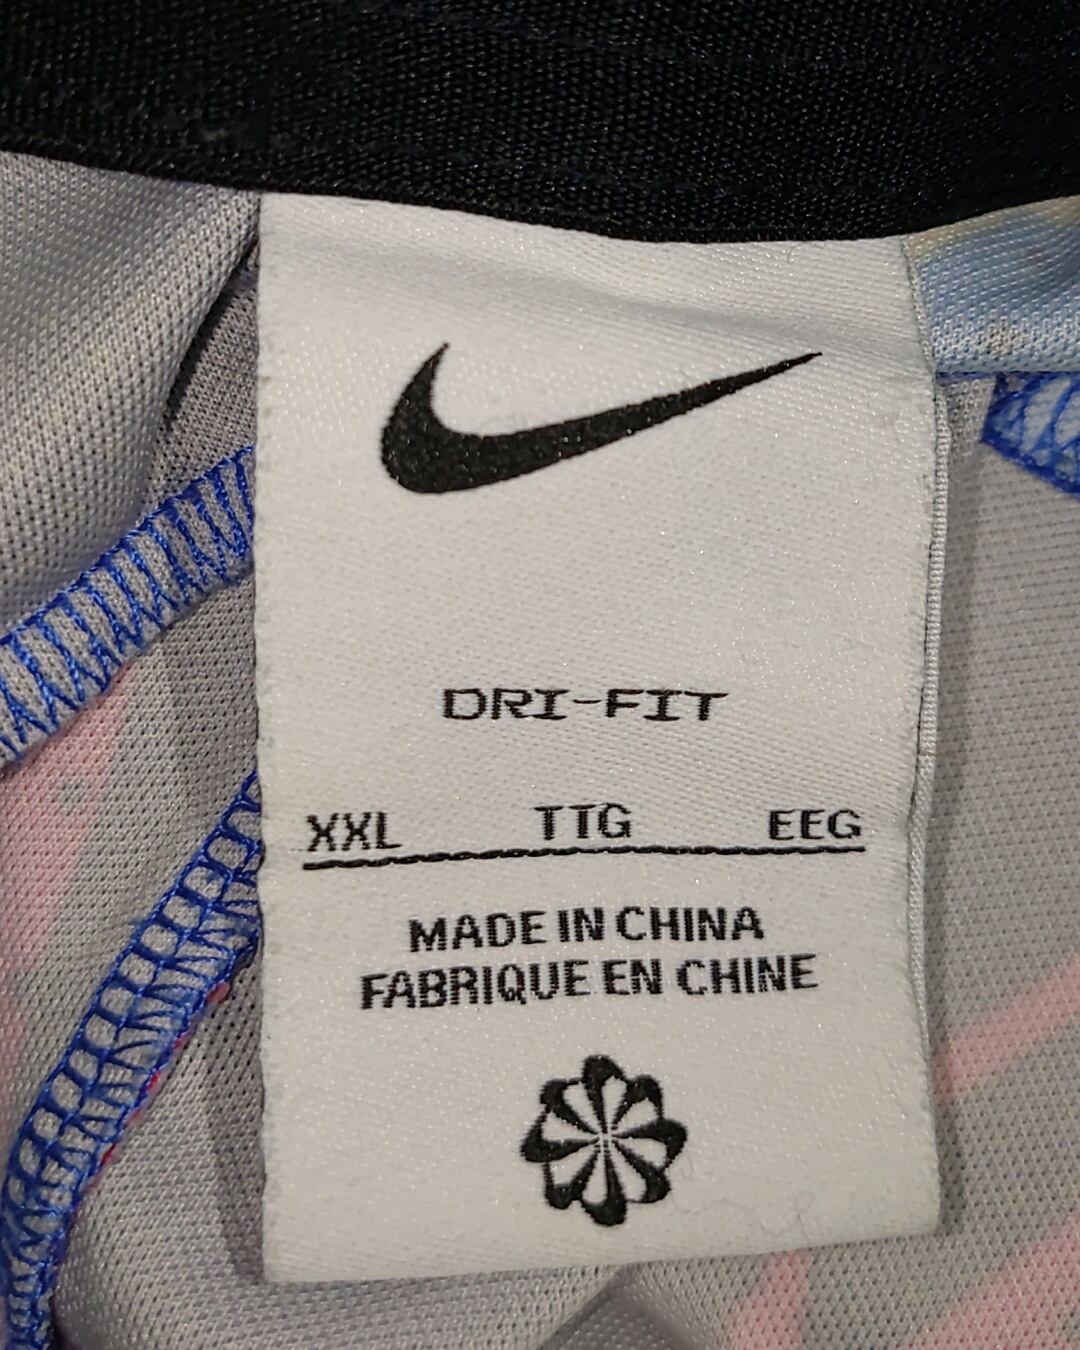 DRI-FIT
XXL TTG EEG
MADE IN CHINA
FABRIQUE EN CHINE